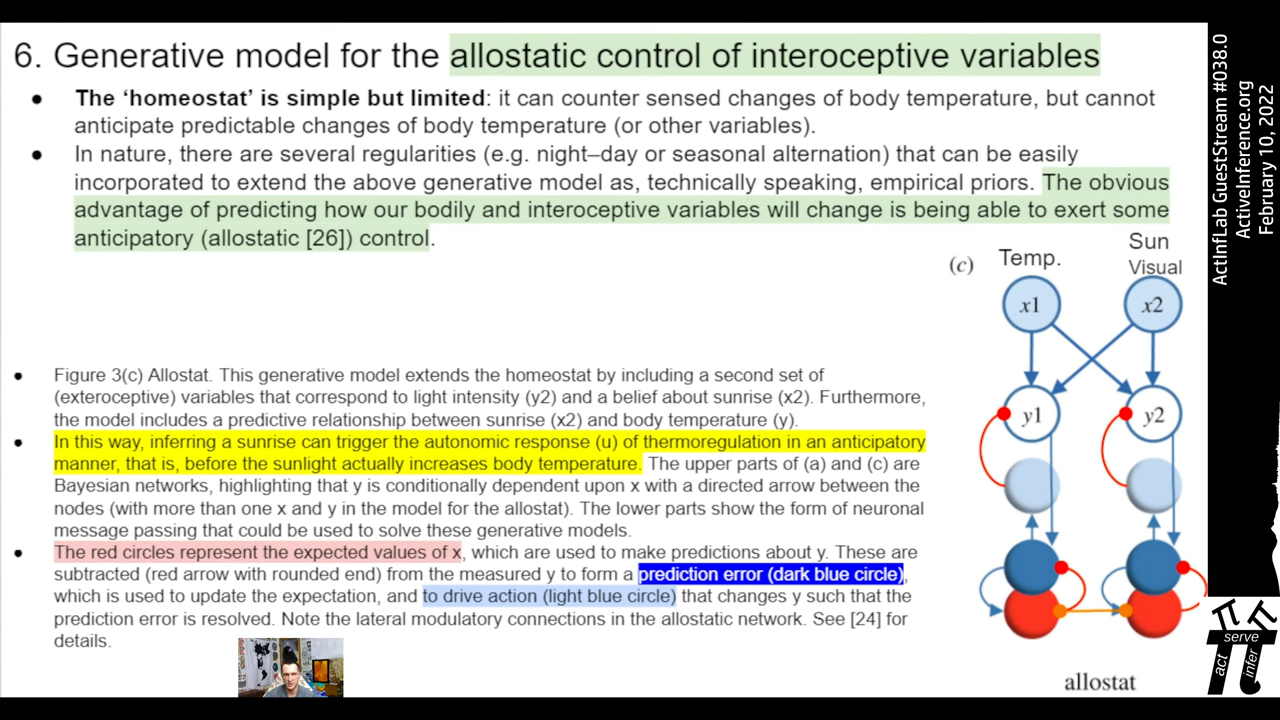 6. Generative model for the allostatic control of interoceptive variables
● The 'homeostat' is simple but limited: it can counter sensed changes of body temperature, but cannot
anticipate predictable changes of body temperature (or other variables).
● In nature, there are several regularities (e.g. night–day or seasonal alternation) that can be easily
incorporated to extend the above generative model as, technically speaking, empirical priors. The obvious
advantage of predicting how our bodily and interoceptive variables will change is being able to exert some
anticipatory (allostatic [26]) control.
● Figure 3(c) Allostat. This generative model extends the homeostat by including a second set of
(exteroceptive) variables that correspond to light intensity (y2) and a belief about sunrise (x2). Furthermore,
the model includes a predictive relationship between sunrise (x2) and body temperature (y).
● In this way, inferring a sunrise can trigger the autonomic response (u) of thermoregulation in an anticipatory
manner, that is, before the sunlight actually increases body temperature. The upper parts of (a) and (c) are
Bayesian networks, highlighting that y is conditionally dependent upon x with a directed arrow between the
nodes (with more than one x and y in the model for the allostat). The lower parts show the form of neuronal
message passing that could be used to solve these generative models.
● The red circles represent the expected values of x, which are used to make predictions about y. These are
subtracted (red arrow with rounded end) from the measured y to form a prediction error (dark blue circle),
which is used to update the expectation, and to drive action (light blue circle) that changes y such that the
prediction error is resolved. Note the lateral modulatory connections in the allostatic network. See [24] for
details.
(c)
Temp.
Sun
Visual
x1
x2
y1
y2
allostat
ActInfLab GuestStream #038.0
ActiveInference.org
February 10, 2022
act
serve
infer